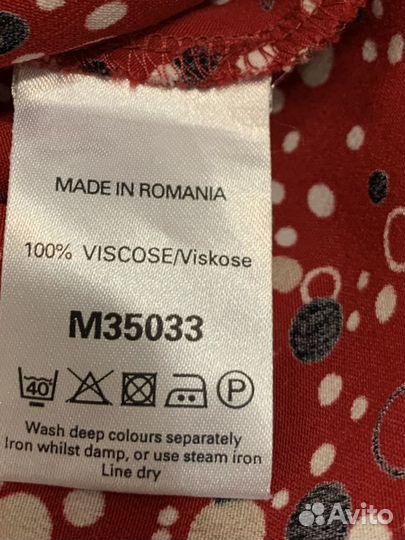 MADE IN ROMANIA
100% VISCOSE/Viskose
M35033
40° P
Wash deep colours separately
Iron whilst damp, or use steam iron
Line dry
Avito